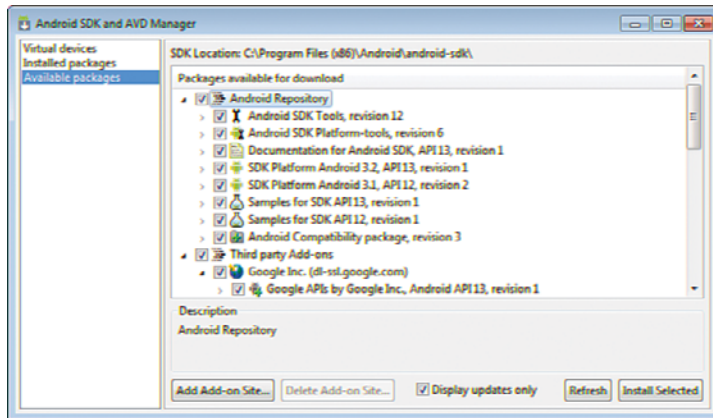 Android SDK and AVD Manager
Virtual devices
Installed packages
Available packages
SDK Location: C:\Program Files (x86)\Android\android-sdk\
Packages available for download
Android Repository
Android SDK Tools, revision 12
Android SDK Platform-tools, revision 6
Documentation for Android SDK, API 13, revision 1
SDK Platform Android 3.2, API 13, revision 1
SDK Platform Android 3.1, API 12, revision 2
Samples for SDK API 13, revision 1
Samples for SDK API 12, revision 1
Android Compatibility package, revision 3
Third party Add-ons
Google Inc. (dl-ssl.google.com)
Google APIs by Google Inc., Android API 13, revision 1
Description
Android Repository
Add Add-on Site... Delete Add-on Site... Display updates only Refresh Install Selected